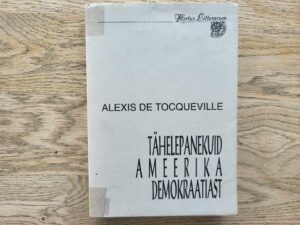 Hortus Litterarum
ALEXIS DE TOCQUEVILLE
TÄHELEPANEKUID
AMEERIKA
DEMOKRAATIAST